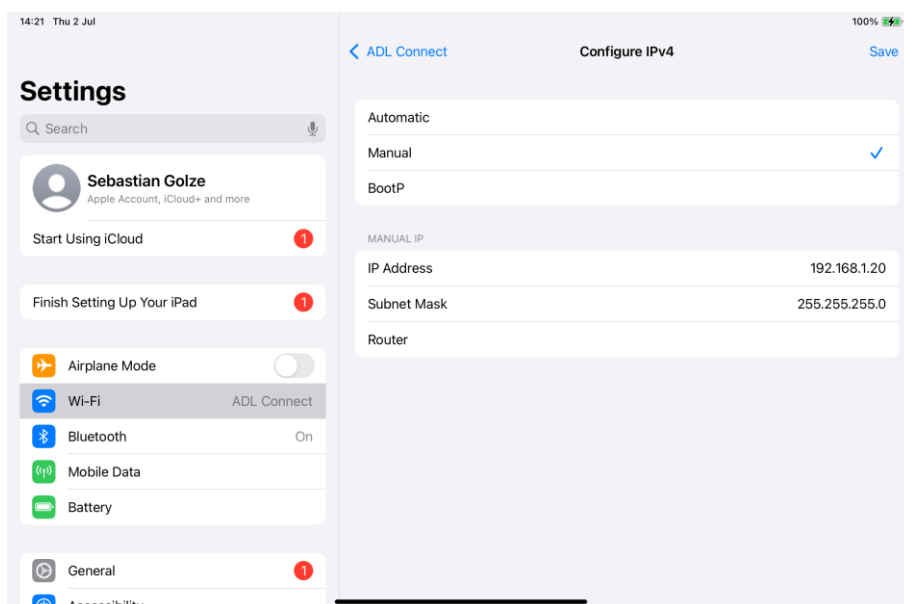 14:21 Thu 2 Jul
100%
Settings
Search
Sebastian Golze
Apple Account, iCloud+ and more
Start Using iCloud
1
Finish Setting Up Your iPad
1
Airplane Mode
Wi-Fi ADL Connect
Bluetooth On
Mobile Data
Battery
General
1
Accessibility
ADL Connect
Configure IPv4
Save
Automatic
Manual
BootP
MANUAL IP
IP Address 192.168.1.20
Subnet Mask 255.255.255.0
Router